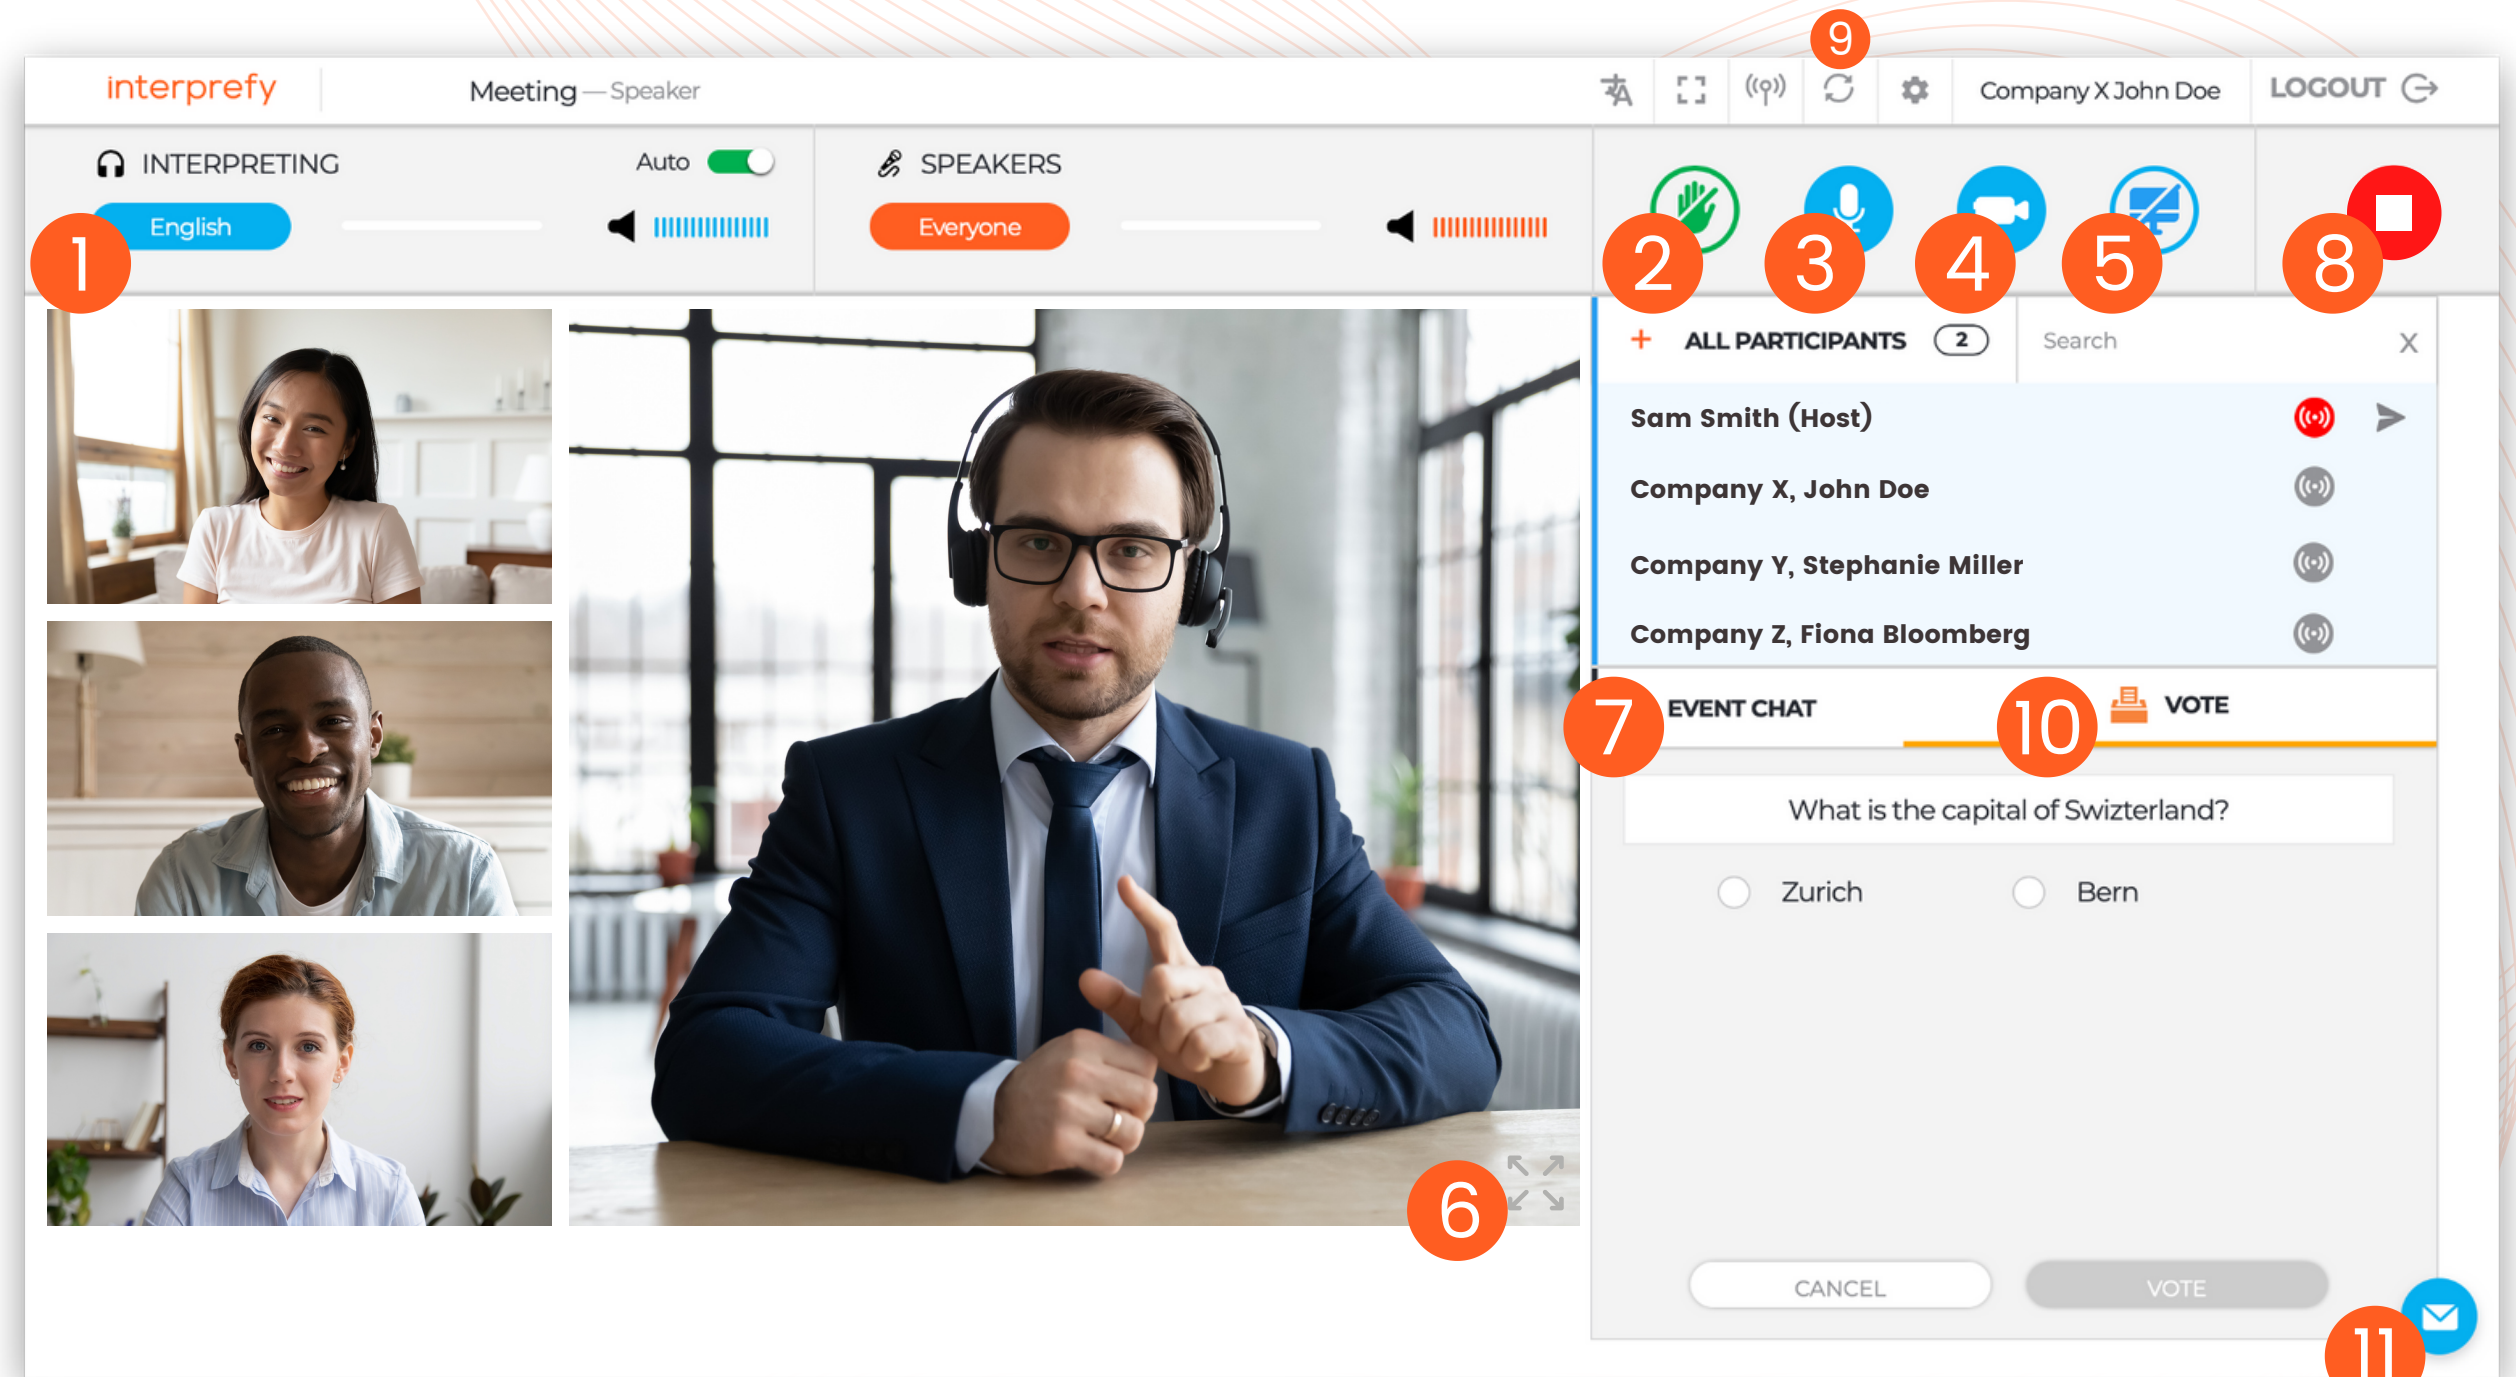 9
interprefy
Meeting — Speaker
Company X John Doe
LOGOUT
INTERPRETING
Auto
SPEAKERS
English
Everyone
1
2
3
4
5
8
+ ALL PARTICIPANTS 2
Search
X
Sam Smith (Host)
Company X, John Doe
Company Y, Stephanie Miller
Company Z, Fiona Bloomberg
7
EVENT CHAT
10
VOTE
What is the capital of Swizterland?
Zurich
Bern
6
CANCEL
VOTE
11